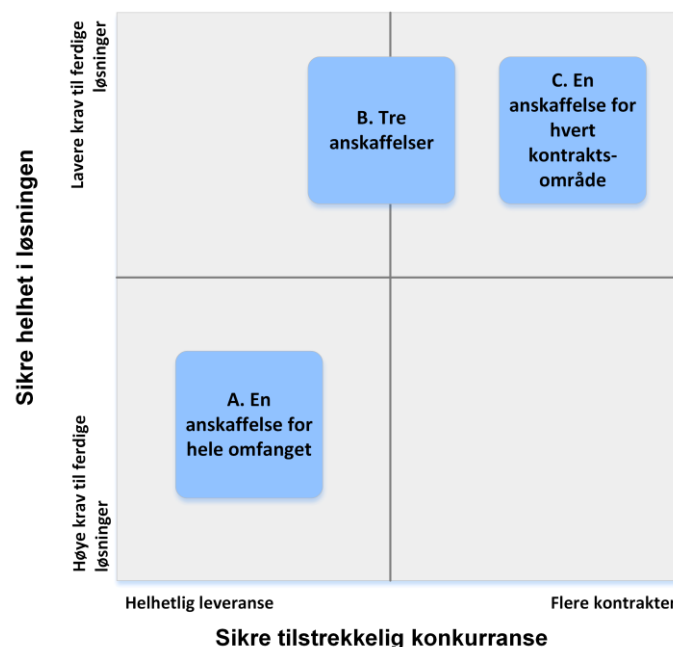 Sikre helhet i løsningen
Lavere krav til ferdige
løsninger
Høye krav til ferdige
løsninger
B. Tre
anskaffelser
C. En
anskaffelse for
hvert
kontrakts-
område
A. En
anskaffelse for
hele omfanget
Helhetlig leveranse
Flere kontrakter
Sikre tilstrekkelig konkurranse